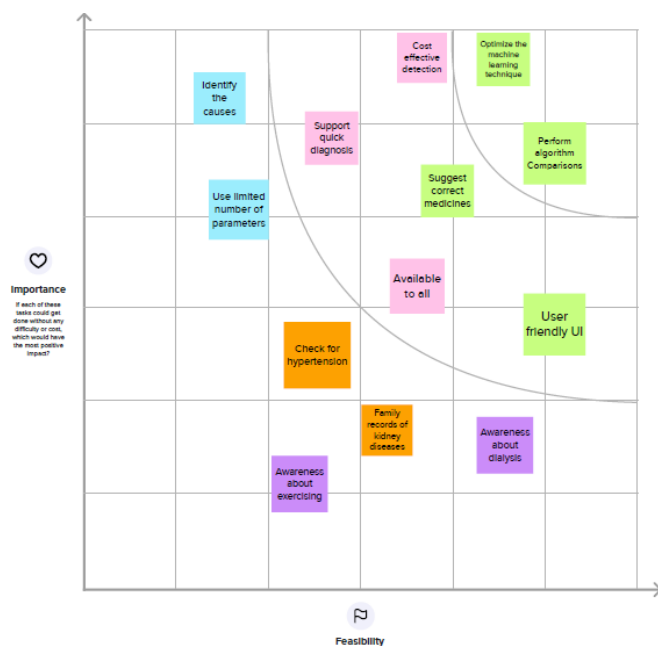 Cost
effective
detection
Optimize the
machine
learning
technique
Identify
the
causes
Support
quick
diagnosis
Perform
algorithm
Comparisons
Suggest
correct
medicines
Use limited
number of
parameters
Available
to all
Importance
If each of these
tasks could get
done without any
difficulty or cost,
which would have
the most positive
impact?
User
friendly UI
Check for
hypertension
Family
records of
kidney
diseases
Awareness
about
dialysis
Awareness
about
exercising
Feasibility